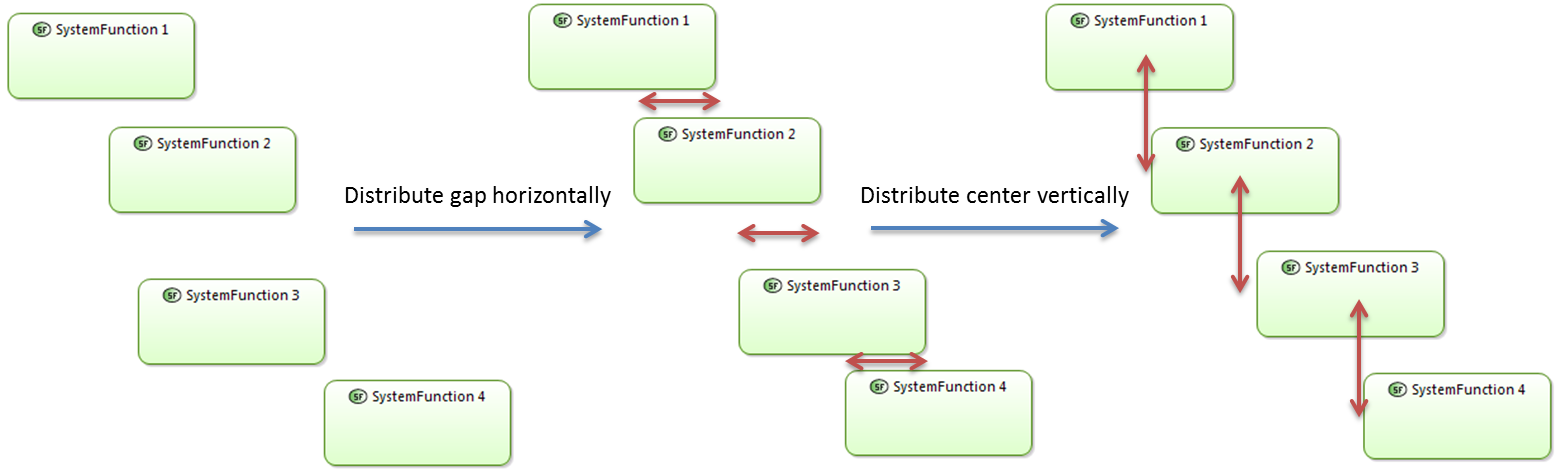 SF SystemFunction 1
SF SystemFunction 2
SF SystemFunction 3
SF SystemFunction 4
Distribute gap horizontally
SF SystemFunction 1
SF SystemFunction 2
SF SystemFunction 3
SF SystemFunction 4
Distribute center vertically
SF SystemFunction 1
SF SystemFunction 2
SF SystemFunction 3
SF SystemFunction 4